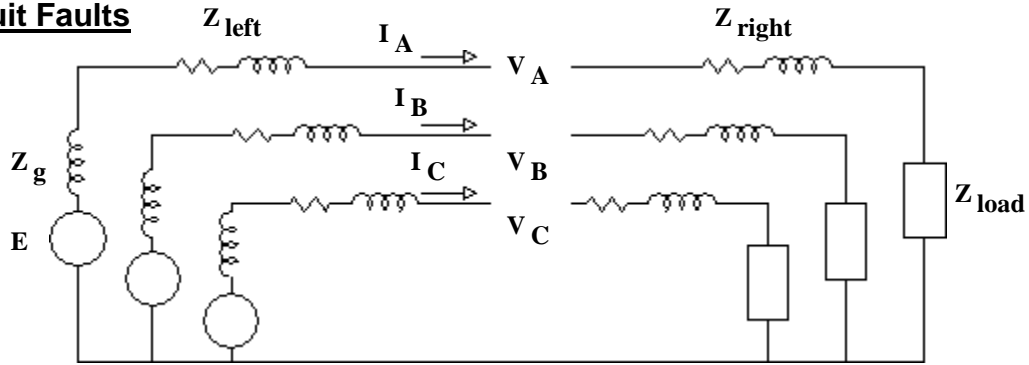 uit Faults
Z left
Z right
I A
V A
I B
Z g
I C
V B
Z load
E
V C